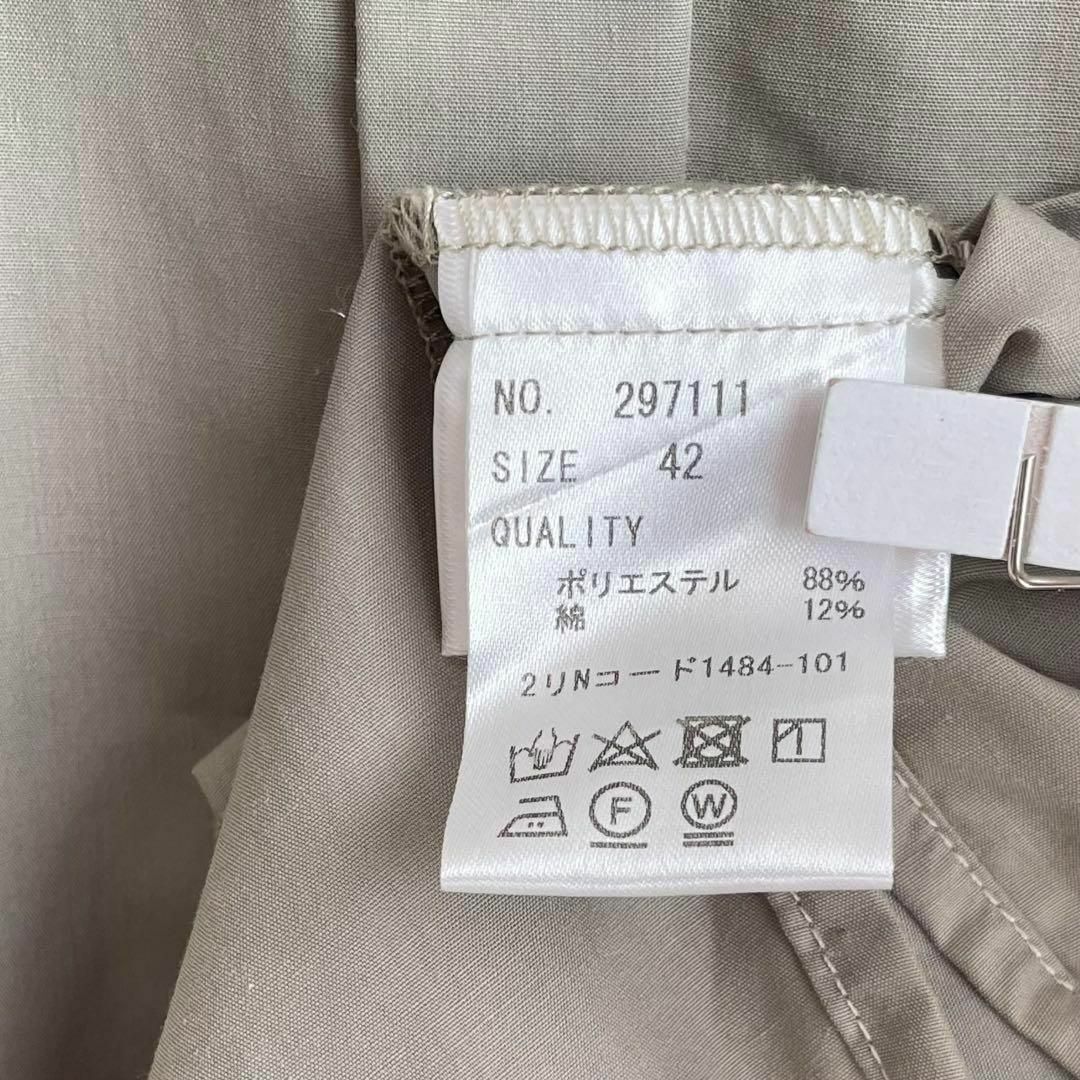 NO. 297111
SIZE 42
QUALITY
ポリエステル 88%
綿 12%
2リNコード1484-101
F W